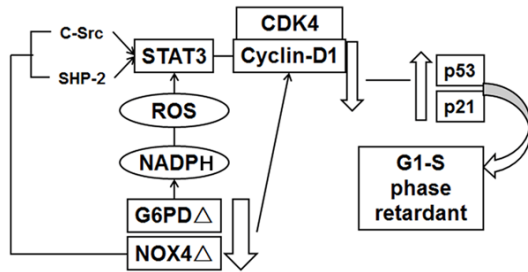 CDK4
C-Src
STAT3
Cyclin-D1
SHP-2
p53
p21
ROS
NADPH
G1-S
phase
retardant
G6PD△
NOX4△